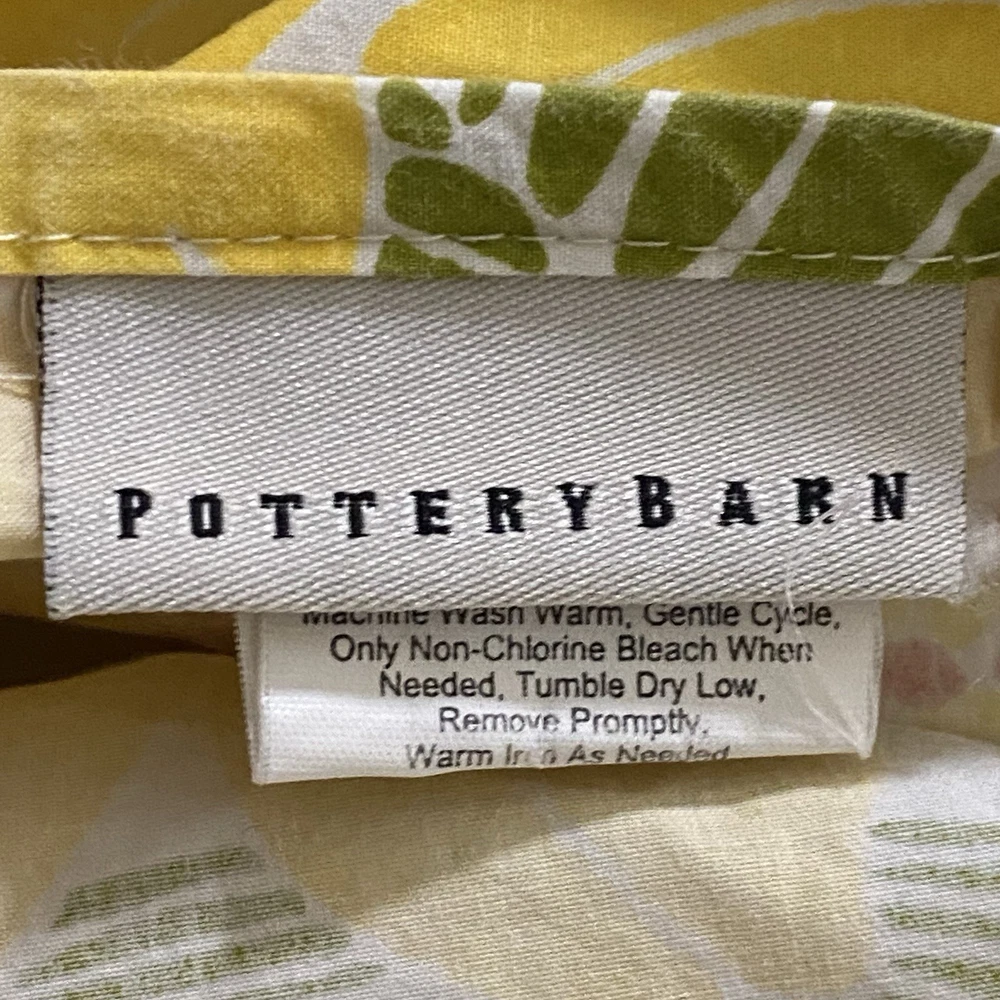 POTTERYBARN
Machine Wash Warm, Gentle Cycle,
Only Non-Chlorine Bleach When
Needed, Tumble Dry Low,
Remove Promptly.
Warm Iron As Needed